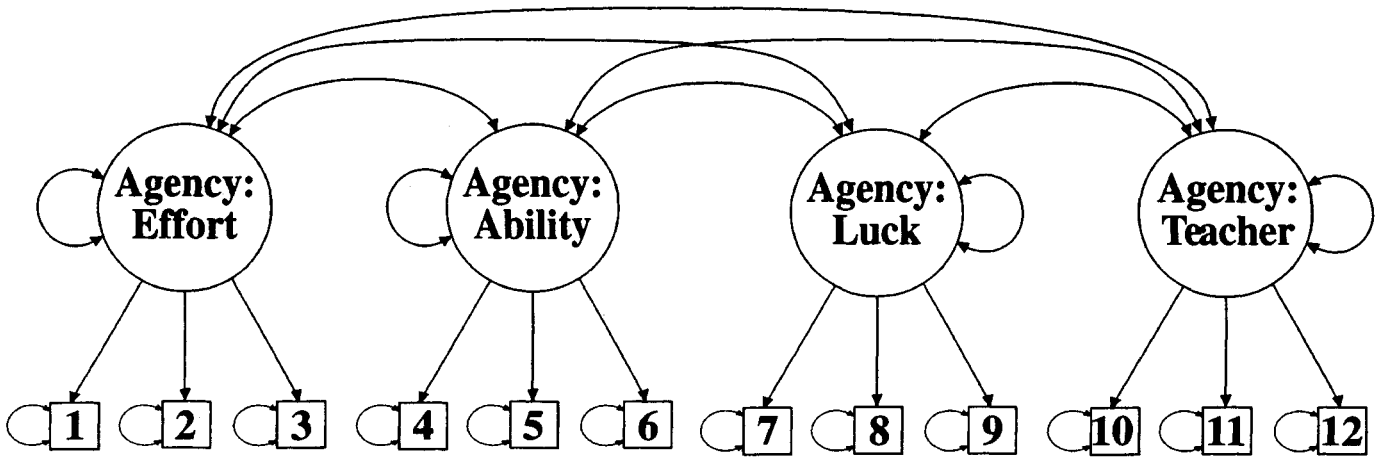 Agency:
Effort
Agency:
Ability
Agency:
Luck
Agency:
Teacher
1 2 3 4 5 6 7 8 9 10 11 12